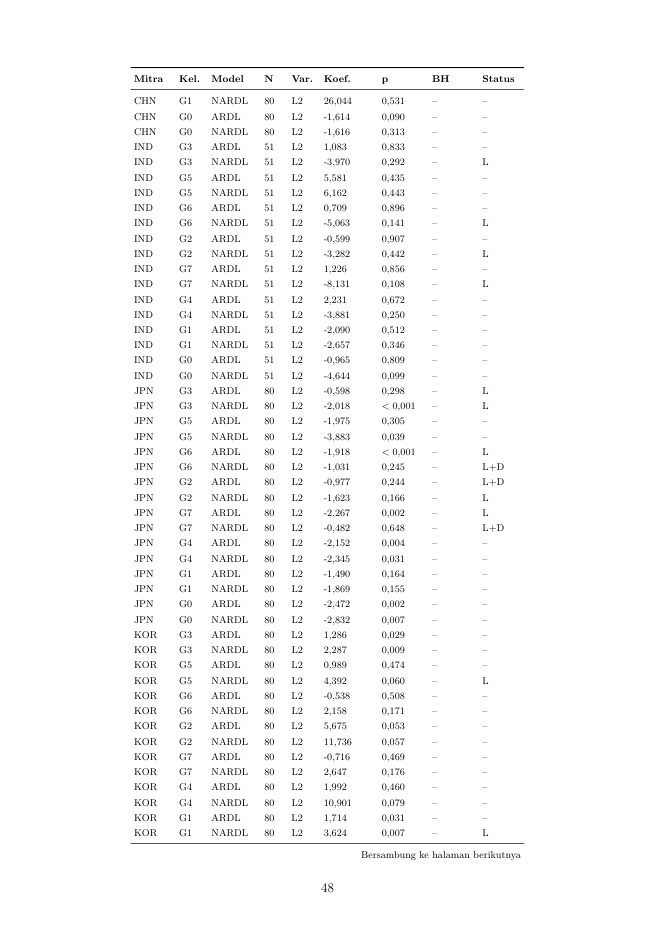 Mitra Kel. Model N Var. Koef. p BH Status
CHN G1 NARDL 80 L2 26,044 0,531 – –
CHN G0 ARDL 80 L2 -1,614 0,090 – –
CHN G0 NARDL 80 L2 -1,616 0,313 – –
IND G3 ARDL 51 L2 1,083 0,833 – –
IND G3 NARDL 51 L2 -3,970 0,292 – L
IND G5 ARDL 51 L2 5,581 0,435 – –
IND G5 NARDL 51 L2 6,162 0,443 – –
IND G6 ARDL 51 L2 0,709 0,896 – –
IND G6 NARDL 51 L2 -5,063 0,141 – L
IND G2 ARDL 51 L2 -0,599 0,907 – –
IND G2 NARDL 51 L2 -3,282 0,442 – L
IND G7 ARDL 51 L2 1,226 0,856 – –
IND G7 NARDL 51 L2 -8,131 0,108 – L
IND G4 ARDL 51 L2 2,231 0,672 – –
IND G4 NARDL 51 L2 -3,881 0,250 – –
IND G1 ARDL 51 L2 -2,090 0,512 – –
IND G1 NARDL 51 L2 -2,657 0,346 – –
IND G0 ARDL 51 L2 -0,965 0,809 – –
IND G0 NARDL 51 L2 -4,644 0,099 – –
JPN G3 ARDL 80 L2 -0,598 0,298 – L
JPN G3 NARDL 80 L2 -2,018 < 0,001 – L
JPN G5 ARDL 80 L2 -1,975 0,305 – –
JPN G5 NARDL 80 L2 -3,883 0,039 – –
JPN G6 ARDL 80 L2 -1,918 < 0,001 – L
JPN G6 NARDL 80 L2 -1,031 0,245 – L+D
JPN G2 ARDL 80 L2 -0,977 0,244 – L+D
JPN G2 NARDL 80 L2 -1,623 0,166 – L
JPN G7 ARDL 80 L2 -2,267 0,002 – L
JPN G7 NARDL 80 L2 -0,482 0,648 – L+D
JPN G4 ARDL 80 L2 -2,152 0,004 – –
JPN G4 NARDL 80 L2 -2,345 0,031 – –
JPN G1 ARDL 80 L2 -1,490 0,164 – –
JPN G1 NARDL 80 L2 -1,869 0,155 – –
JPN G0 ARDL 80 L2 -2,472 0,002 – –
JPN G0 NARDL 80 L2 -2,832 0,007 – –
KOR G3 ARDL 80 L2 1,286 0,029 – –
KOR G3 NARDL 80 L2 2,287 0,009 – –
KOR G5 ARDL 80 L2 0,989 0,474 – –
KOR G5 NARDL 80 L2 4,392 0,060 – L
KOR G6 ARDL 80 L2 -0,538 0,508 – –
KOR G6 NARDL 80 L2 2,158 0,171 – –
KOR G2 ARDL 80 L2 5,675 0,053 – –
KOR G2 NARDL 80 L2 11,736 0,057 – –
KOR G7 ARDL 80 L2 -0,716 0,469 – –
KOR G7 NARDL 80 L2 2,647 0,176 – –
KOR G4 ARDL 80 L2 1,992 0,460 – –
KOR G4 NARDL 80 L2 10,901 0,079 – –
KOR G1 ARDL 80 L2 1,714 0,031 – –
KOR G1 NARDL 80 L2 3,624 0,007 – L
Bersambung ke halaman berikutnya
48